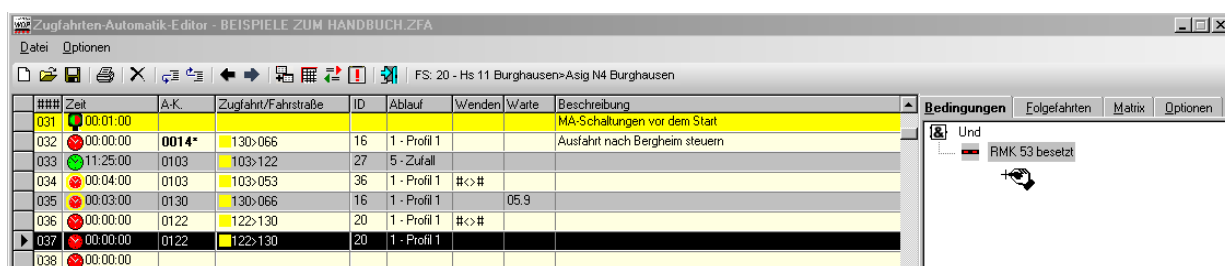 Zugfahrten-Automatik-Editor - BEISPIELE ZUM HANDBUCH.ZFA
Datei Optionen
FS: 20 - Hs 11 Burghausen>Asig N4 Burghausen
### Zeit A-K. Zugfahrt/Fahrstraße ID Ablauf Wenden Warte Beschreibung
031 00:01:00 MA-Schaltungen vor dem Start
032 00:00:00 0014* 130>066 16 1 - Profil 1 Ausfahrt nach Bergheim steuern
033 11:25:00 0103 103>122 27 5 - Zufall
034 00:04:00 0103 103>053 36 1 - Profil 1 #<>#
035 00:03:00 0130 130>066 16 1 - Profil 1 05.9
036 00:00:00 0122 122>130 20 1 - Profil 1 #<>#
037 00:00:00 0122 122>130 20 1 - Profil 1
038 00:00:00
Bedingungen Folgefahrten Matrix Optionen
& Und
RMK 53 besetzt